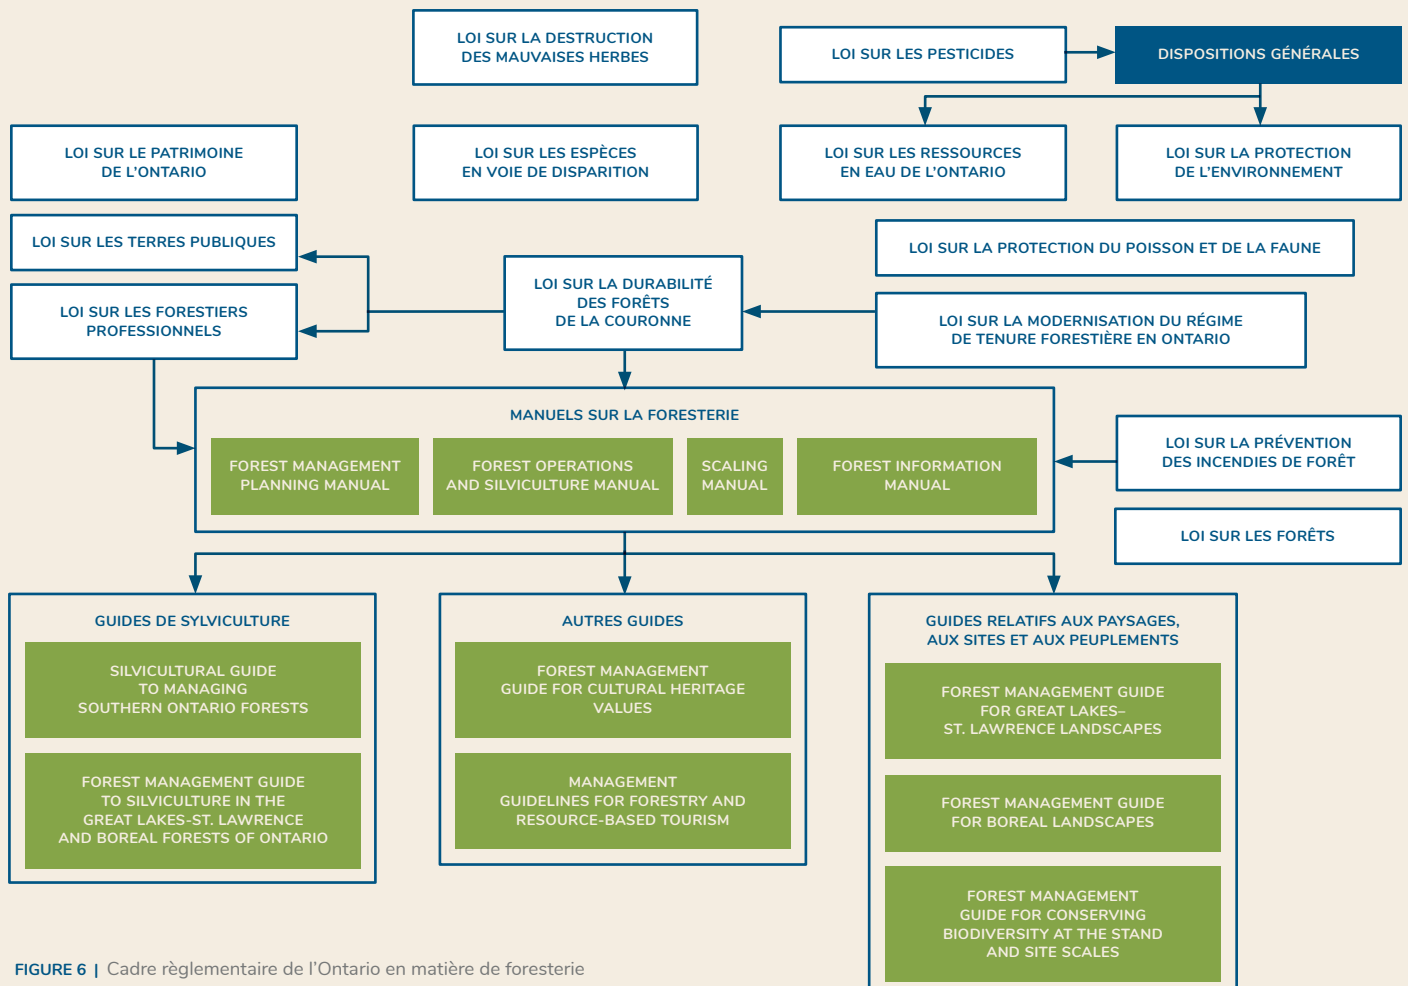 LOI SUR LA DESTRUCTION
DES MAUVAISES HERBES
LOI SUR LES PESTICIDES
DISPOSITIONS GÉNÉRALES
LOI SUR LE PATRIMOINE
DE L'ONTARIO
LOI SUR LES ESPÈCES
EN VOIE DE DISPARITION
LOI SUR LES RESSOURCES
EN EAU DE L'ONTARIO
LOI SUR LA PROTECTION
DE L'ENVIRONNEMENT
LOI SUR LES TERRES PUBLIQUES
LOI SUR LA PROTECTION DU POISSON ET DE LA FAUNE
LOI SUR LES FORESTIERS
PROFESSIONNELS
LOI SUR LA DURABILITÉ
DES FORÊTS
DE LA COURONNE
LOI SUR LA MODERNISATION DU RÉGIME
DE TENURE FORESTIÈRE EN ONTARIO
MANUELS SUR LA FORESTERIE
FOREST MANAGEMENT
PLANNING MANUAL
FOREST OPERATIONS
AND SILVICULTURE MANUAL
SCALING
MANUAL
FOREST INFORMATION
MANUAL
LOI SUR LA PRÉVENTION
DES INCENDIES DE FORÊT
LOI SUR LES FORÊTS
GUIDES DE SYLVICULTURE
SILVICULTURAL GUIDE
TO MANAGING
SOUTHERN ONTARIO FORESTS
FOREST MANAGEMENT GUIDE
TO SILVICULTURE IN THE
GREAT LAKES-ST. LAWRENCE
AND BOREAL FORESTS OF ONTARIO
AUTRES GUIDES
FOREST MANAGEMENT
GUIDE FOR CULTURAL HERITAGE
VALUES
MANAGEMENT
GUIDELINES FOR FORESTRY AND
RESOURCE-BASED TOURISM
GUIDES RELATIFS AUX PAYSAGES,
AUX SITES ET AUX PEUPLEMENTS
FOREST MANAGEMENT GUIDE
FOR GREAT LAKES–
ST. LAWRENCE LANDSCAPES
FOREST MANAGEMENT GUIDE
FOR BOREAL LANDSCAPES
FOREST MANAGEMENT
GUIDE FOR CONSERVING
BIODIVERSITY AT THE STAND
AND SITE SCALES
FIGURE 6 | Cadre règlementaire de l'Ontario en matière de foresterie